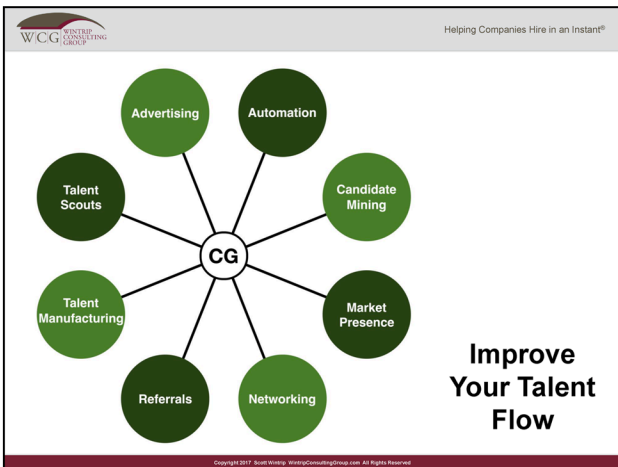 W|C|G WINTRIP
CONSULTING
GROUP
Helping Companies Hire in an Instant®
Advertising
Automation
Talent
Scouts
Candidate
Mining
CG
Talent
Manufacturing
Market
Presence
Referrals
Networking
Improve
Your Talent
Flow
Copyright 2017 Scott Wintrip WintripConsultingGroup.com All Rights Reserved